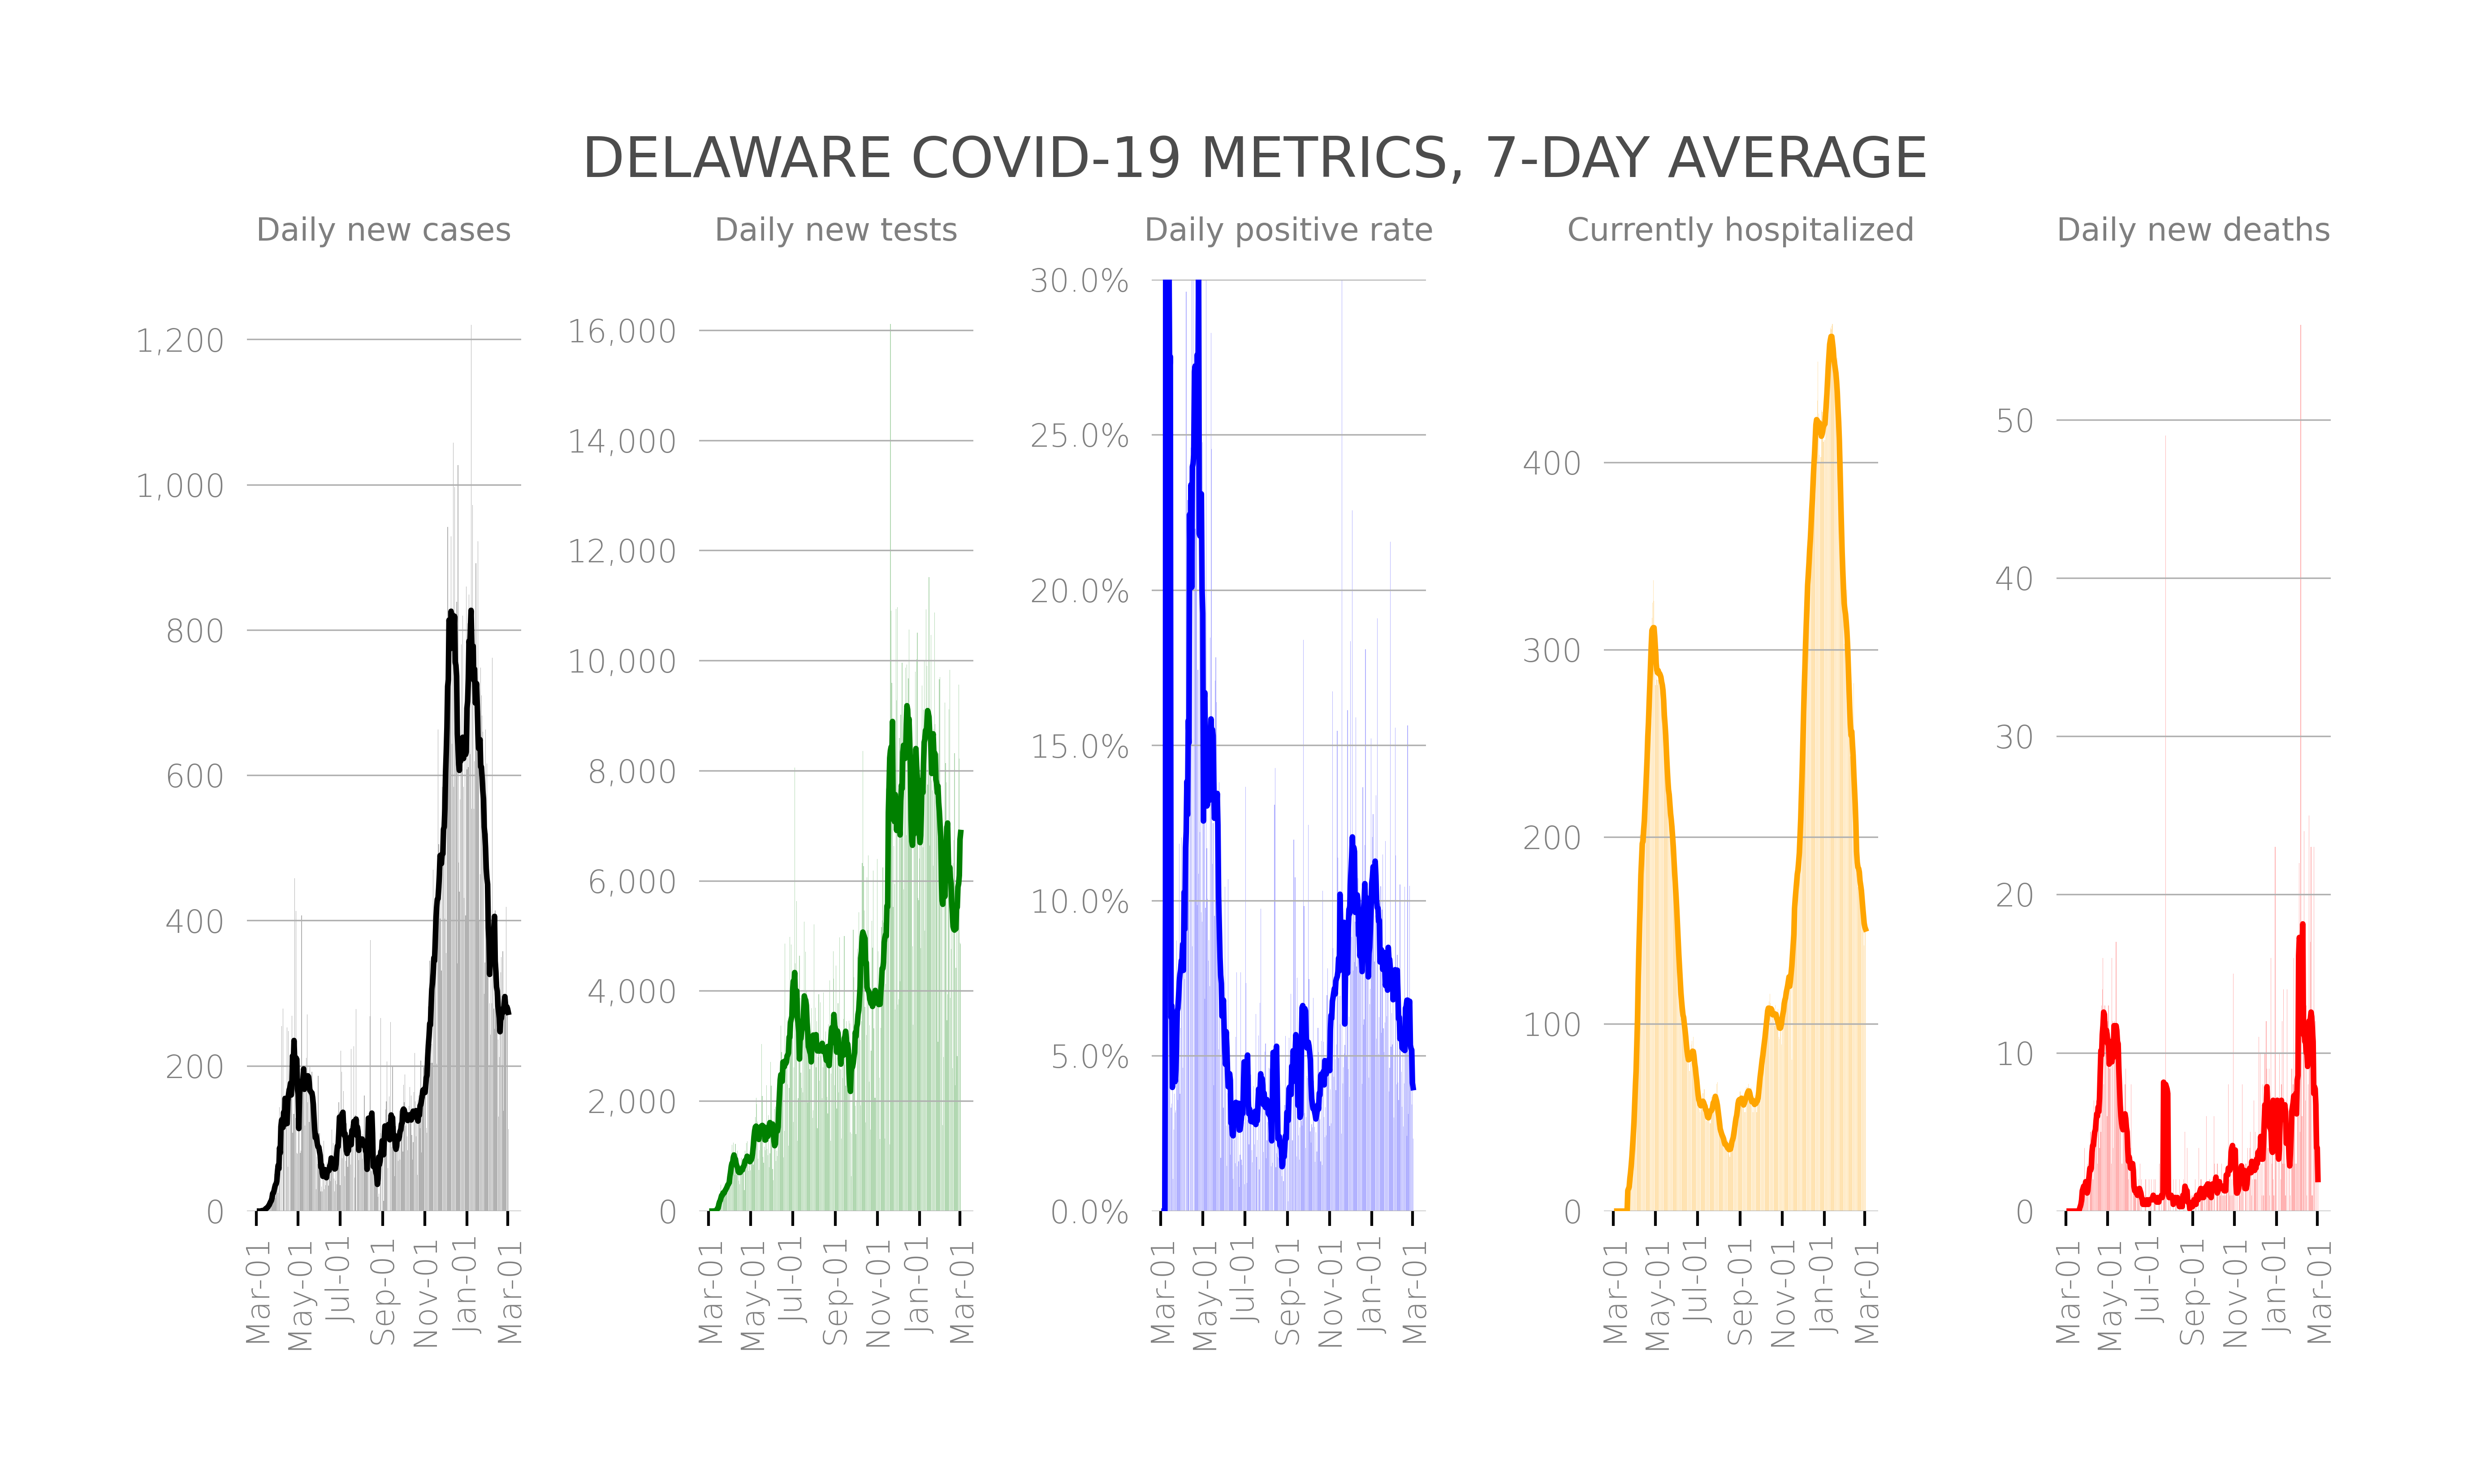 DELAWARE COVID-19 METRICS, 7-DAY AVERAGE
Daily new cases
1,200
1,000
800
600
400
200
0
Mar-01
May-01
Jul-01
Sep-01
Nov-01
Jan-01
Mar-01
Daily new tests
16,000
14,000
12,000
10,000
8,000
6,000
4,000
2,000
0
Mar-01
May-01
Jul-01
Sep-01
Nov-01
Jan-01
Mar-01
Daily positive rate
30.0%
25.0%
20.0%
15.0%
10.0%
5.0%
0.0%
Mar-01
May-01
Jul-01
Sep-01
Nov-01
Jan-01
Mar-01
Currently hospitalized
400
300
200
100
0
Mar-01
May-01
Jul-01
Sep-01
Nov-01
Jan-01
Mar-01
Daily new deaths
50
40
30
20
10
0
Mar-01
May-01
Jul-01
Sep-01
Nov-01
Jan-01
Mar-01